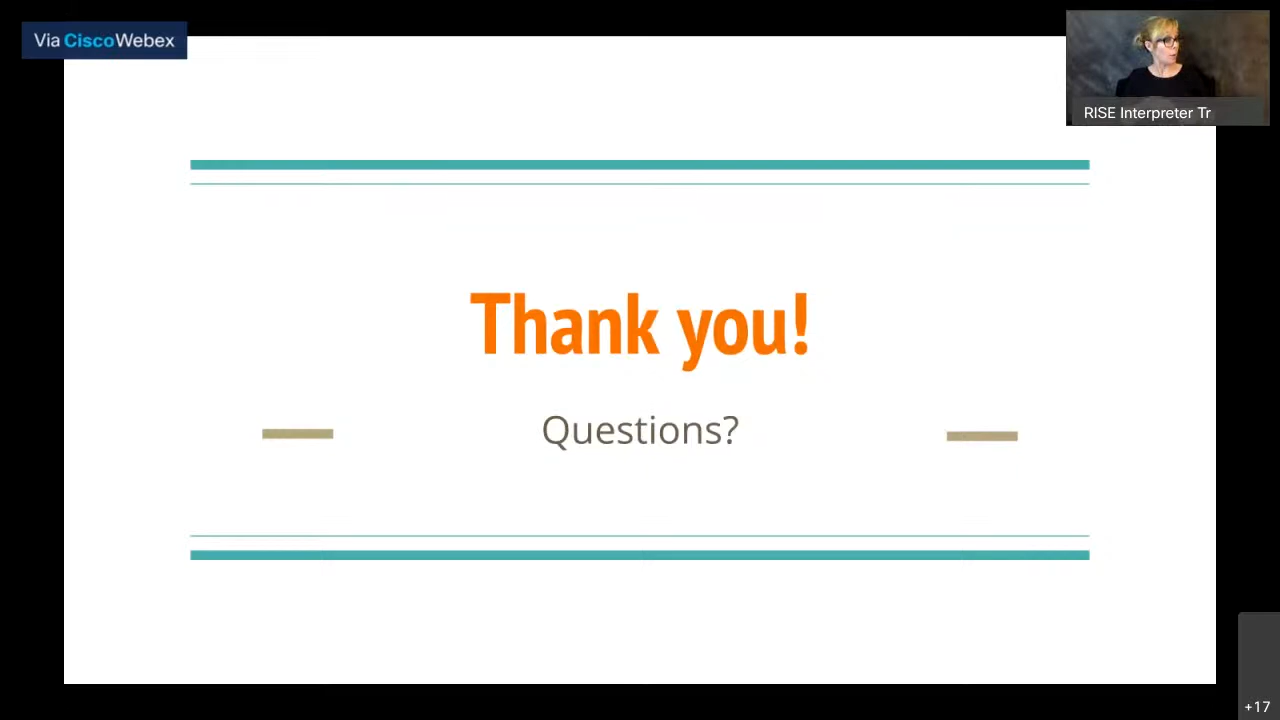 Via CiscoWebex
RISE Interpreter Tr
Thank you!
Questions?
+17